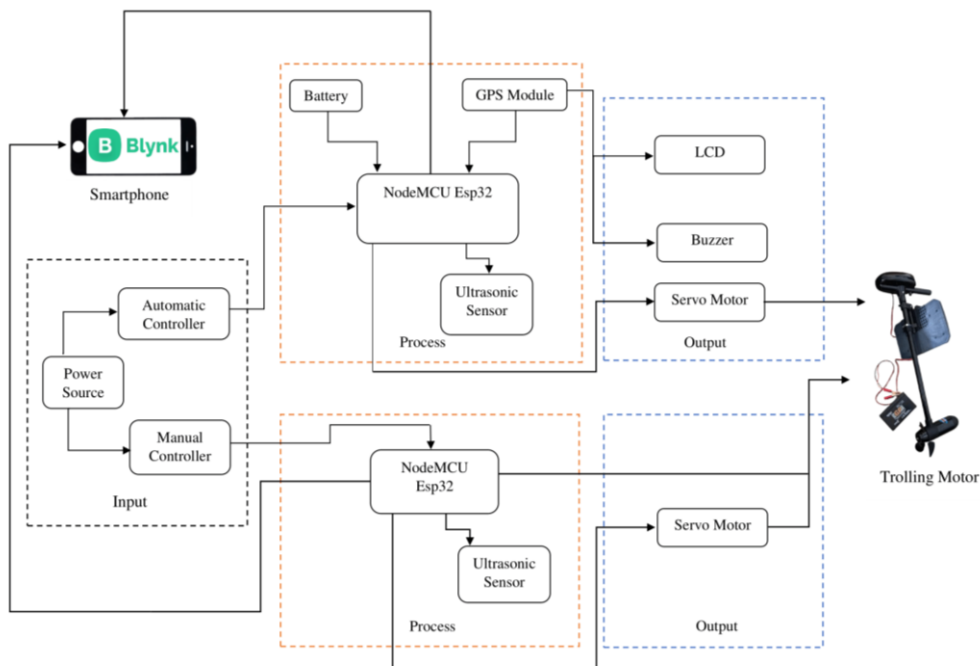 Battery
GPS Module
B Blynk
LCD
Smartphone
NodeMCU Esp32
Buzzer
Automatic
Controller
Ultrasonic
Sensor
Servo Motor
Process
Output
Power
Source
Manual
Controller
Input
NodeMCU
Esp32
Trolling Motor
Servo Motor
Ultrasonic
Sensor
Process
Output